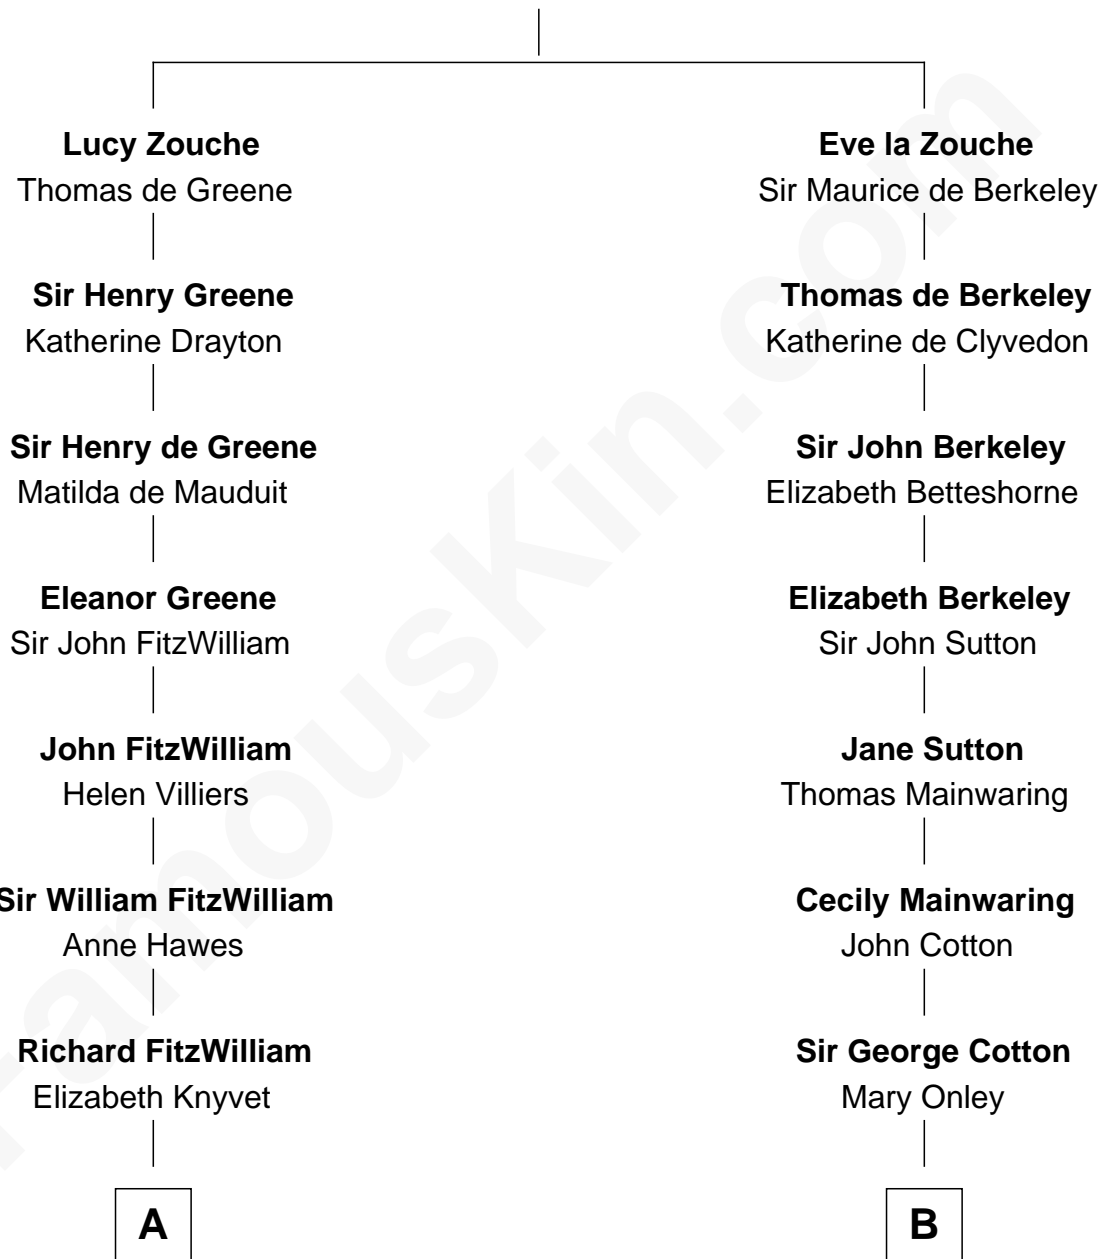 Lucy Zouche
Thomas de Greene
Sir Henry Greene
Katherine Drayton
Sir Henry de Greene
Matilda de Mauduit
Eleanor Greene
Sir John FitzWilliam
John FitzWilliam
Helen Villiers
Sir William FitzWilliam
Anne Hawes
Richard FitzWilliam
Elizabeth Knyvet
A
Eve la Zouche
Sir Maurice de Berkeley
Thomas de Berkeley
Katherine de Clyvedon
Sir John Berkeley
Elizabeth Betteshorne
Elizabeth Berkeley
Sir John Sutton
Jane Sutton
Thomas Mainwaring
Cecily Mainwaring
John Cotton
Sir George Cotton
Mary Onley
B
FamousKin.com